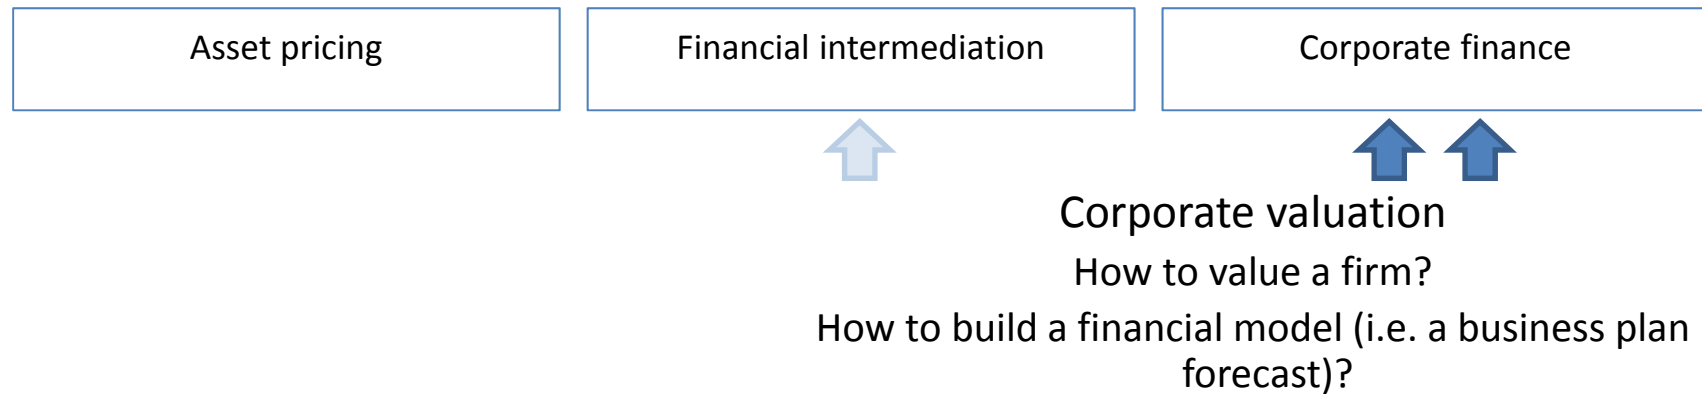 Asset pricing
Financial intermediation
Corporate finance
Corporate valuation
How to value a firm?
How to build a financial model (i.e. a business plan
forecast)?